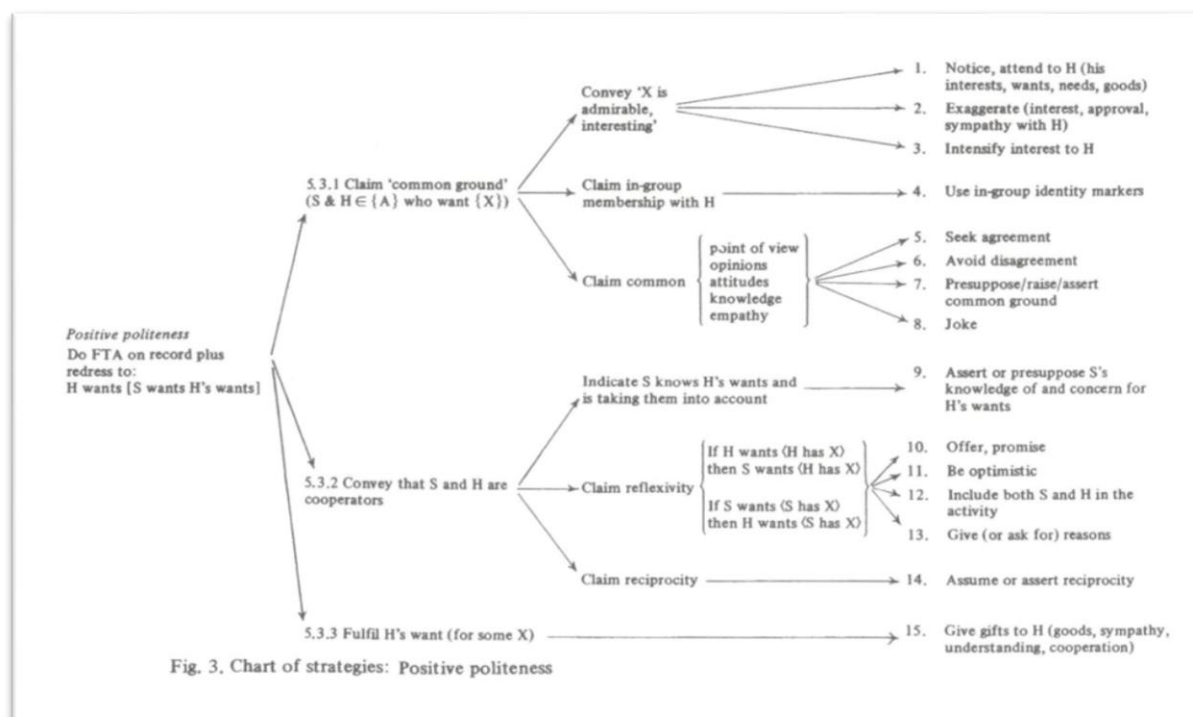 Positive politeness
Do FTA on record plus
redress to:
H wants [S wants H's wants]
5.3.1 Claim 'common ground'
(S & H ∈ {A} who want {X})
Convey 'X is
admirable,
interesting'
1. Notice, attend to H (his
interests, wants, needs, goods)
2. Exaggerate (interest, approval,
sympathy with H)
3. Intensify interest to H
Claim in-group
membership with H
4. Use in-group identity markers
Claim common
point of view
opinions
attitudes
knowledge
empathy
5. Seek agreement
6. Avoid disagreement
7. Presuppose/raise/assert
common ground
8. Joke
5.3.2 Convey that S and H are
cooperators
Indicate S knows H's wants and
is taking them into account
9. Assert or presuppose S's
knowledge of and concern for
H's wants
Claim reflexivity
If H wants ⟨H has X⟩
then S wants ⟨H has X⟩
If S wants ⟨S has X⟩
then H wants ⟨S has X⟩
10. Offer, promise
11. Be optimistic
12. Include both S and H in the
activity
13. Give (or ask for) reasons
Claim reciprocity
14. Assume or assert reciprocity
5.3.3 Fulfil H's want (for some X)
15. Give gifts to H (goods, sympathy,
understanding, cooperation)
Fig. 3. Chart of strategies: Positive politeness